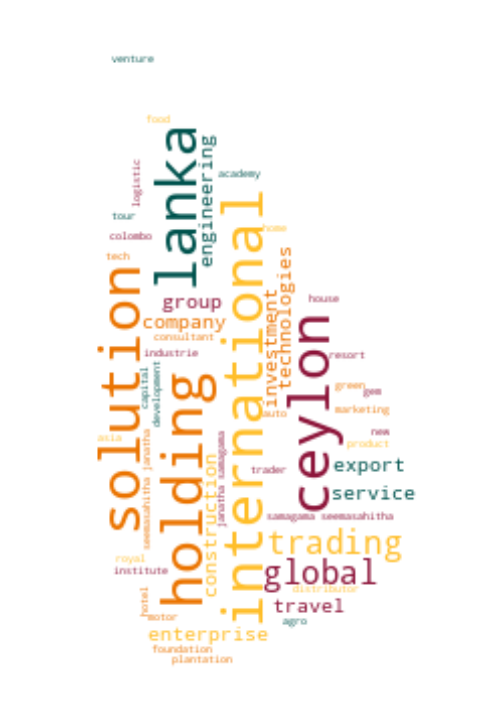 venture
food
lanka
engineering
logistic
academy
tour
international
colombo
home
tech
technologies
solution
investment
group
house
company
ceylon
consultant
industrie
resort
capital
development
holding
green
gem
auto
marketing
asia
seemasahitha janatha
janatha samagama
new
product
construction
trader
export
service
samagama seemasahitha
trading
royal
institute
global
hotel
distributor
travel
motor
agro
enterprise
foundation
plantation